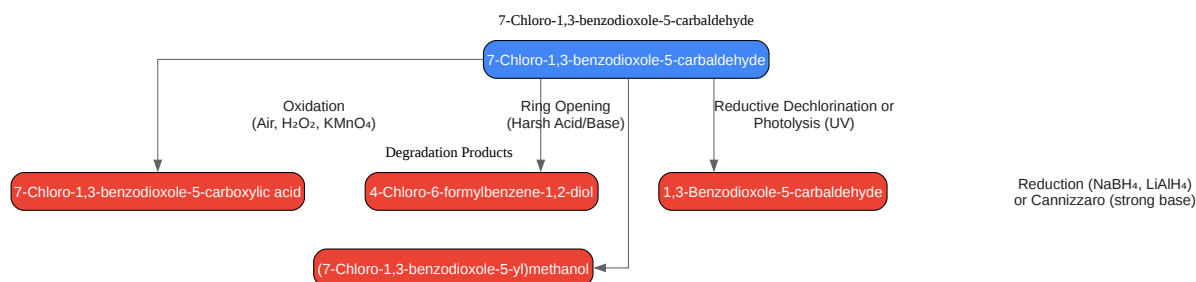 7-Chloro-1,3-benzodioxole-5-carbaldehyde
7-Chloro-1,3-benzodioxole-5-carbaldehyde
Oxidation
(Air, H₂O₂, KMnO₄)
Ring Opening
(Harsh Acid/Base)
Reductive Dechlorination or
Photolysis (UV)
Degradation Products
7-Chloro-1,3-benzodioxole-5-carboxylic acid
4-Chloro-6-formylbenzene-1,2-diol
1,3-Benzodioxole-5-carbaldehyde
Reduction (NaBH₄, LiAlH₄)
or Cannizzaro (strong base)
(7-Chloro-1,3-benzodioxole-5-yl)methanol